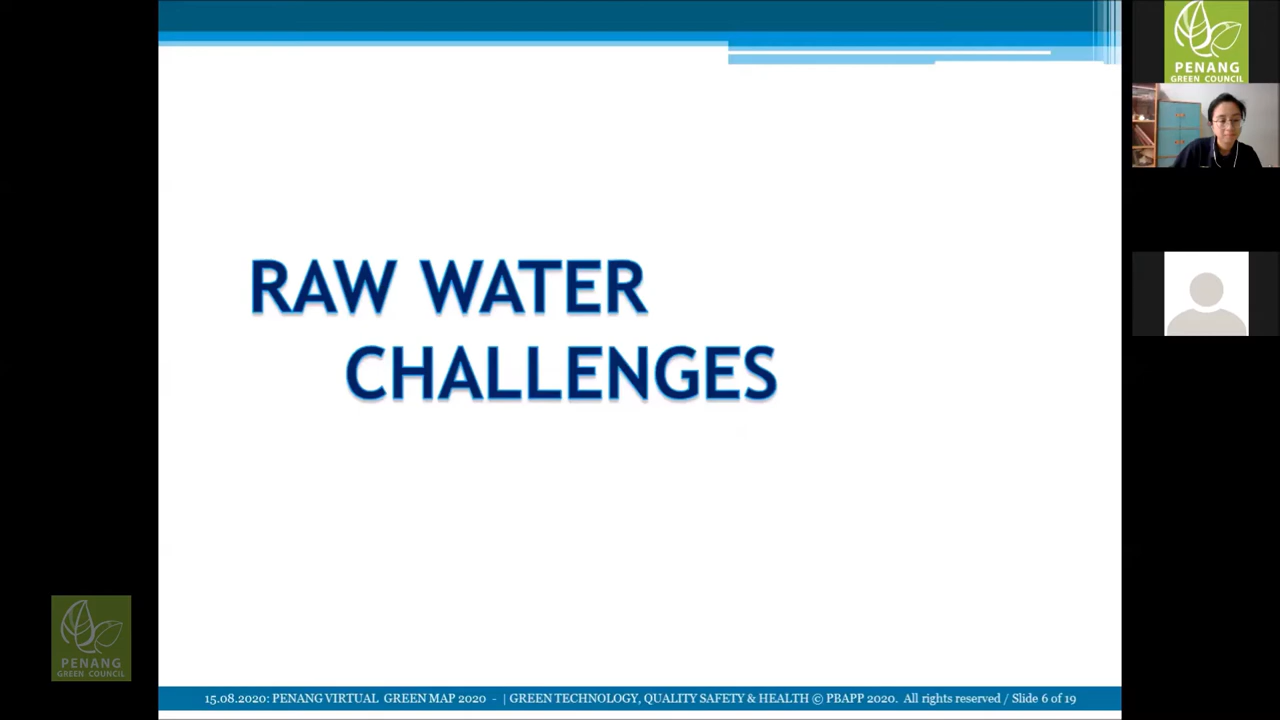 RAW WATER
CHALLENGES
15.08.2020: PENANG VIRTUAL GREEN MAP 2020 - | GREEN TECHNOLOGY, QUALITY SAFETY & HEALTH © PBAPP 2020. All rights reserved / Slide 6 of 19
PENANG
GREEN COUNCIL
PENANG
GREEN COUNCIL